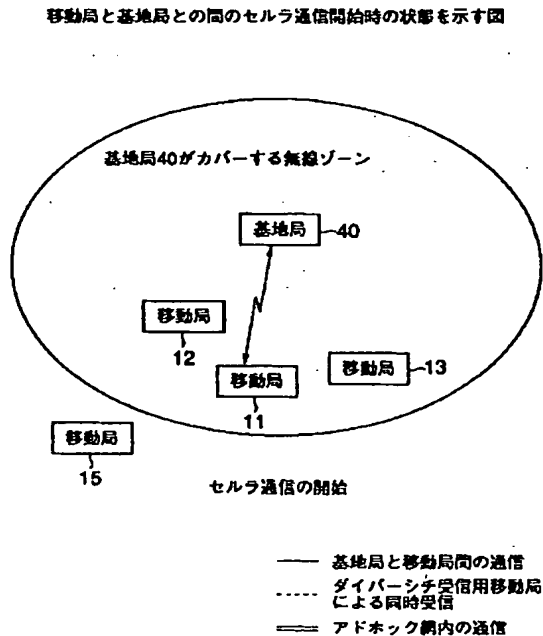 移動局と基地局との間のセルラ通信開始時の状態を示す図
基地局40がカバーする無線ゾーン
基地局 40
移動局
12
移動局 13
移動局
11
移動局
15
セルラ通信の開始
基地局と移動局間の通信
ダイバーシチ受信用移動局
による同時受信
アドホック網内の通信